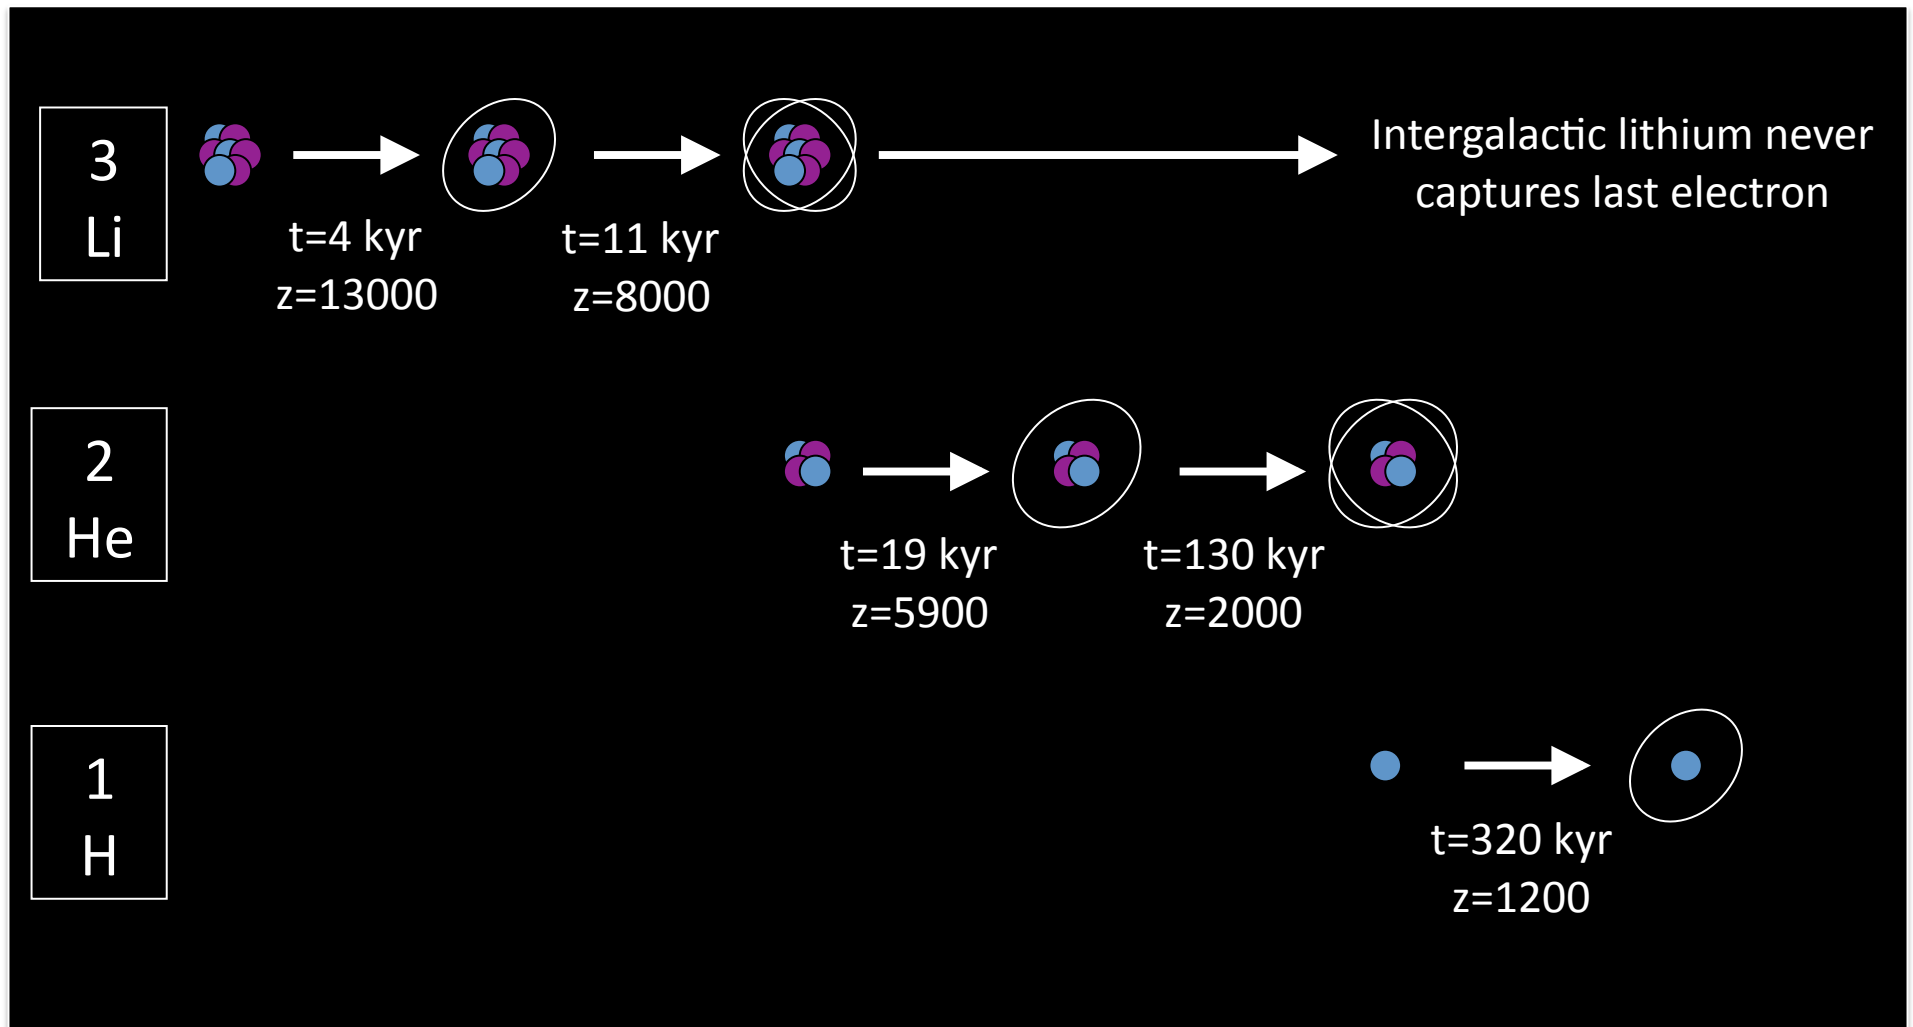 3
Li
t=4 kyr
z=13000
t=11 kyr
z=8000
Intergalactic lithium never
captures last electron
2
He
t=19 kyr
z=5900
t=130 kyr
z=2000
1
H
t=320 kyr
z=1200